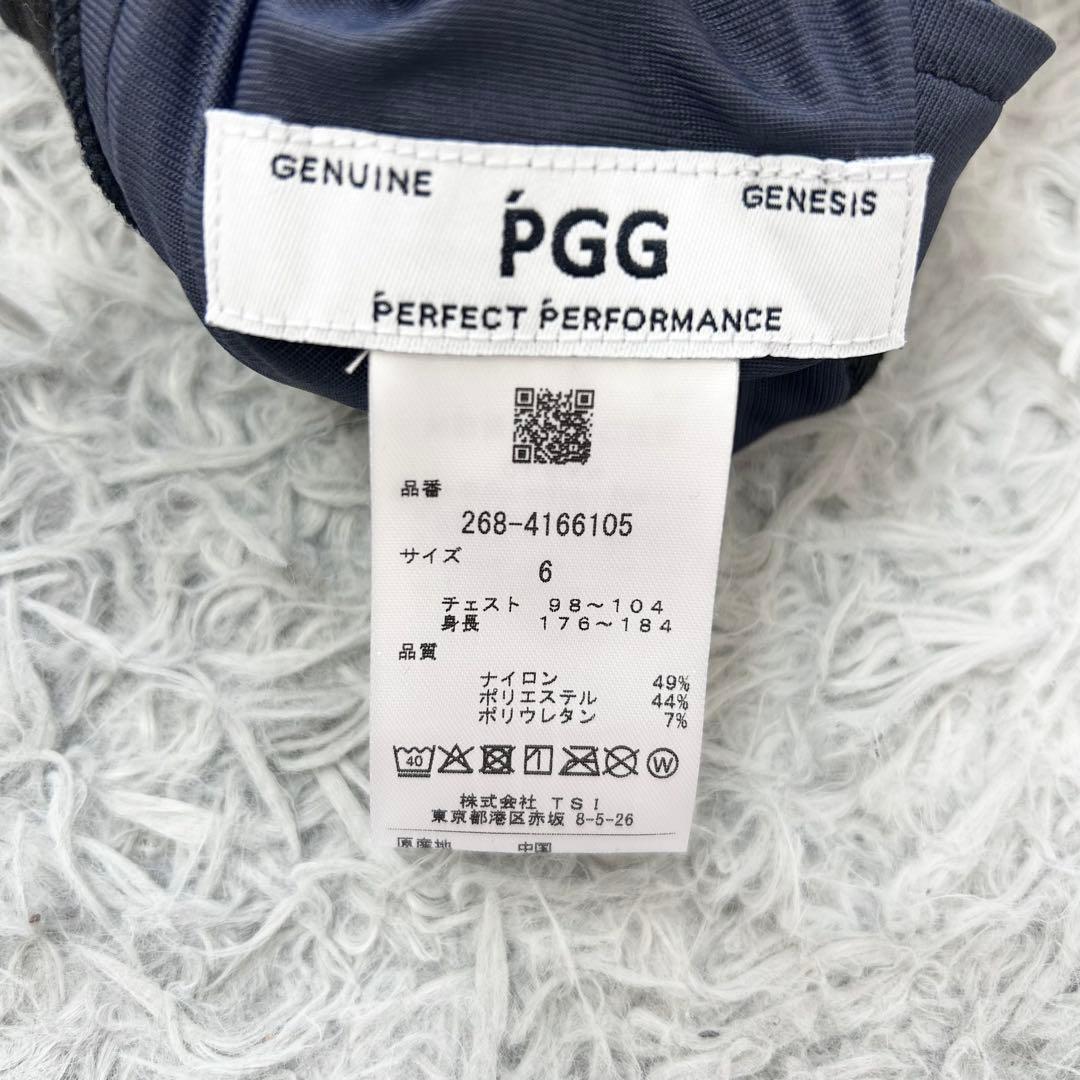 GENUINE GENESIS
PGG
PERFECT PERFORMANCE
品番
268-4166105
サイズ
6
チェスト 98〜104
身長 176〜184
品質
ナイロン 49%
ポリエステル 44%
ポリウレタン 7%
40 W
株式会社 TSI
東京都港区赤坂 8-5-26
原産地 中国